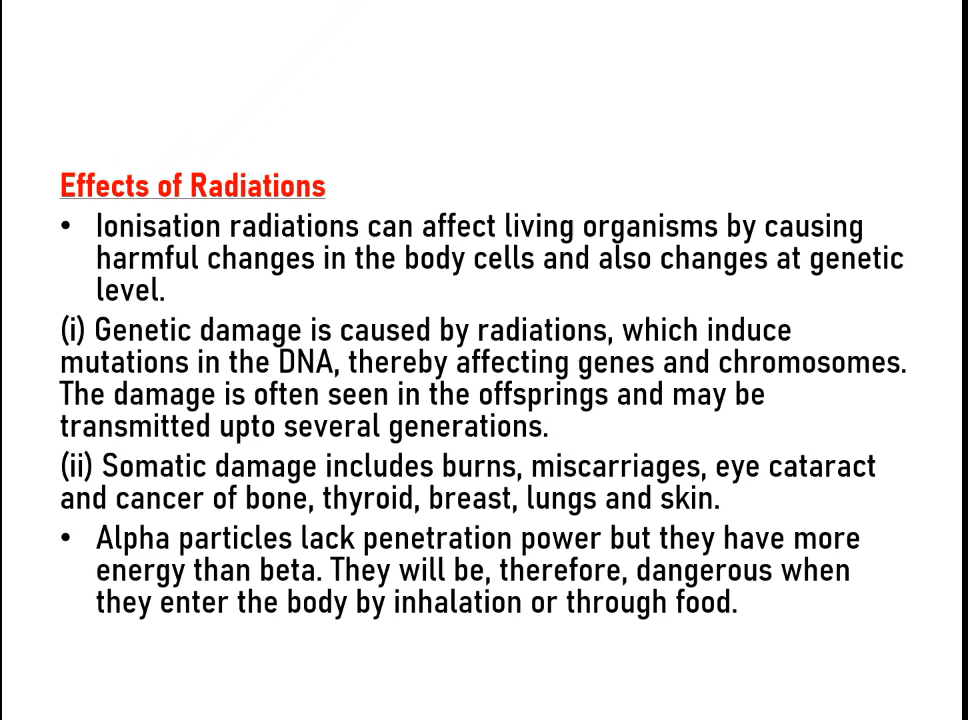 Effects of Radiations
• Ionisation radiations can affect living organisms by causing
harmful changes in the body cells and also changes at genetic
level.
(i) Genetic damage is caused by radiations, which induce
mutations in the DNA, thereby affecting genes and chromosomes.
The damage is often seen in the offsprings and may be
transmitted upto several generations.
(ii) Somatic damage includes burns, miscarriages, eye cataract
and cancer of bone, thyroid, breast, lungs and skin.
• Alpha particles lack penetration power but they have more
energy than beta. They will be, therefore, dangerous when
they enter the body by inhalation or through food.